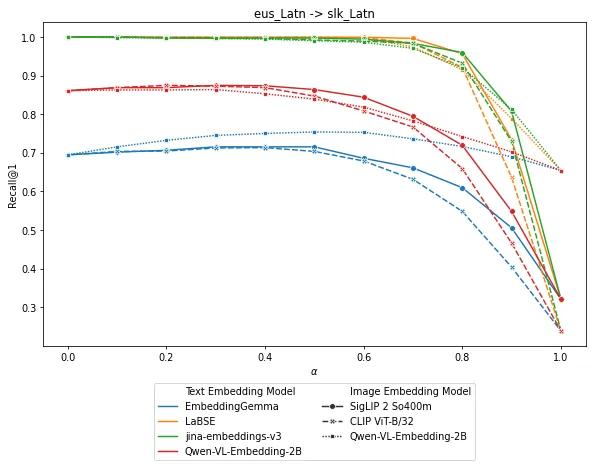 eus_Latn -> slk_Latn
Recall@1
1.0
0.9
0.8
0.7
0.6
0.5
0.4
0.3
0.0 0.2 0.4 0.6 0.8 1.0
α
Text Embedding Model
EmbeddingGemma
LaBSE
jina-embeddings-v3
Qwen-VL-Embedding-2B
Image Embedding Model
SigLIP 2 So400m
CLIP ViT-B/32
Qwen-VL-Embedding-2B